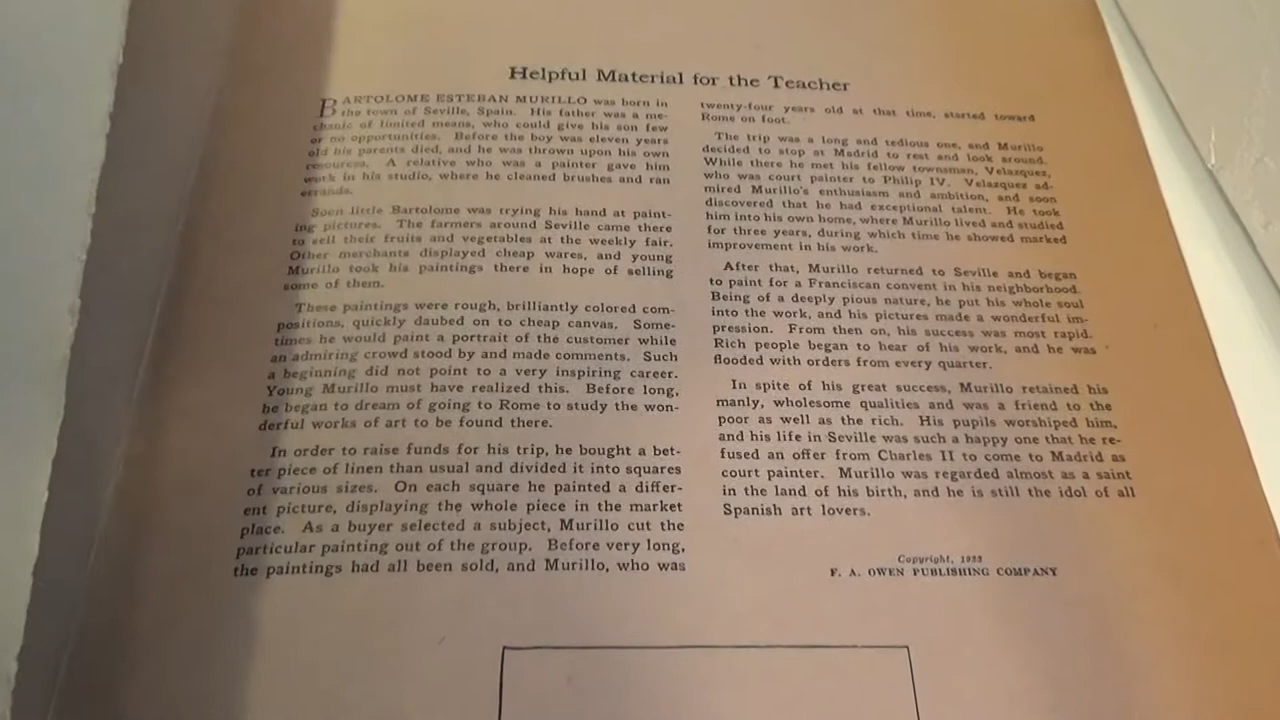 Helpful Material for the Teacher
BARTOLOME ESTEBAN MURILLO was born in
the town of Seville, Spain. His father was a me-
chanic of limited means, who could give his son few
or no opportunities. Before the boy was eleven years
old his parents died, and he was thrown upon his own
resources. A relative who was a painter gave him
work in his studio, where he cleaned brushes and ran
errands.
Soon little Bartolome was trying his hand at paint-
ing pictures. The farmers around Seville came there
to sell their fruits and vegetables at the weekly fair.
Other merchants displayed cheap wares, and young
Murillo took his paintings there in hope of selling
some of them.
These paintings were rough, brilliantly colored com-
positions, quickly daubed on to cheap canvas. Some-
times he would paint a portrait of the customer while
an admiring crowd stood by and made comments. Such
a beginning did not point to a very inspiring career.
Young Murillo must have realized this. Before long,
he began to dream of going to Rome to study the won-
derful works of art to be found there.
In order to raise funds for his trip, he bought a bet-
ter piece of linen than usual and divided it into squares
of various sizes. On each square he painted a differ-
ent picture, displaying the whole piece in the market
place. As a buyer selected a subject, Murillo cut the
particular painting out of the group. Before very long,
the paintings had all been sold, and Murillo, who was
twenty-four years old at that time, started toward
Rome on foot.
The trip was a long and tedious one, and Murillo
decided to stop at Madrid to rest and look around.
While there he met his fellow townsman, Velazquez,
who was court painter to Philip IV. Velazquez ad-
mired Murillo's enthusiasm and ambition, and soon
discovered that he had exceptional talent. He took
him into his own home, where Murillo lived and studied
for three years, during which time he showed marked
improvement in his work.
After that, Murillo returned to Seville and began
to paint for a Franciscan convent in his neighborhood.
Being of a deeply pious nature, he put his whole soul
into the work, and his pictures made a wonderful im-
pression. From then on, his success was most rapid.
Rich people began to hear of his work, and he was
flooded with orders from every quarter.
In spite of his great success, Murillo retained his
manly, wholesome qualities and was a friend to the
poor as well as the rich. His pupils worshiped him,
and his life in Seville was such a happy one that he re-
fused an offer from Charles II to come to Madrid as
court painter. Murillo was regarded almost as a saint
in the land of his birth, and he is still the idol of all
Spanish art lovers.
Copyright, 1933
F. A. OWEN PUBLISHING COMPANY